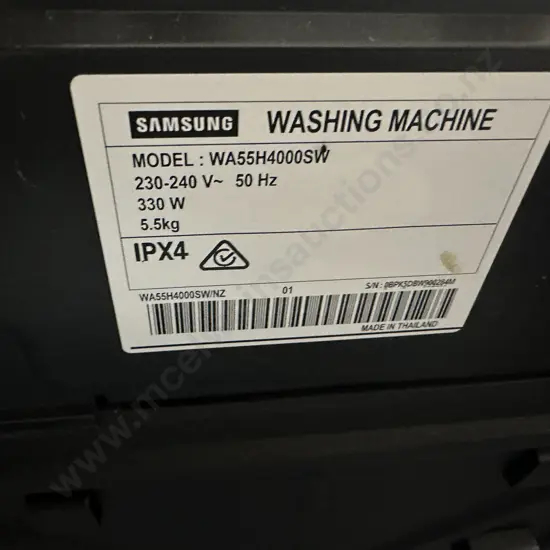 SAMSUNG WASHING MACHINE
MODEL : WA55H4000SW
230-240 V~ 50 Hz
330 W
5.5kg
IPX4
WA55H4000SW/NZ 01 S/N : 0BPK5DBW900284M
MADE IN THAILAND